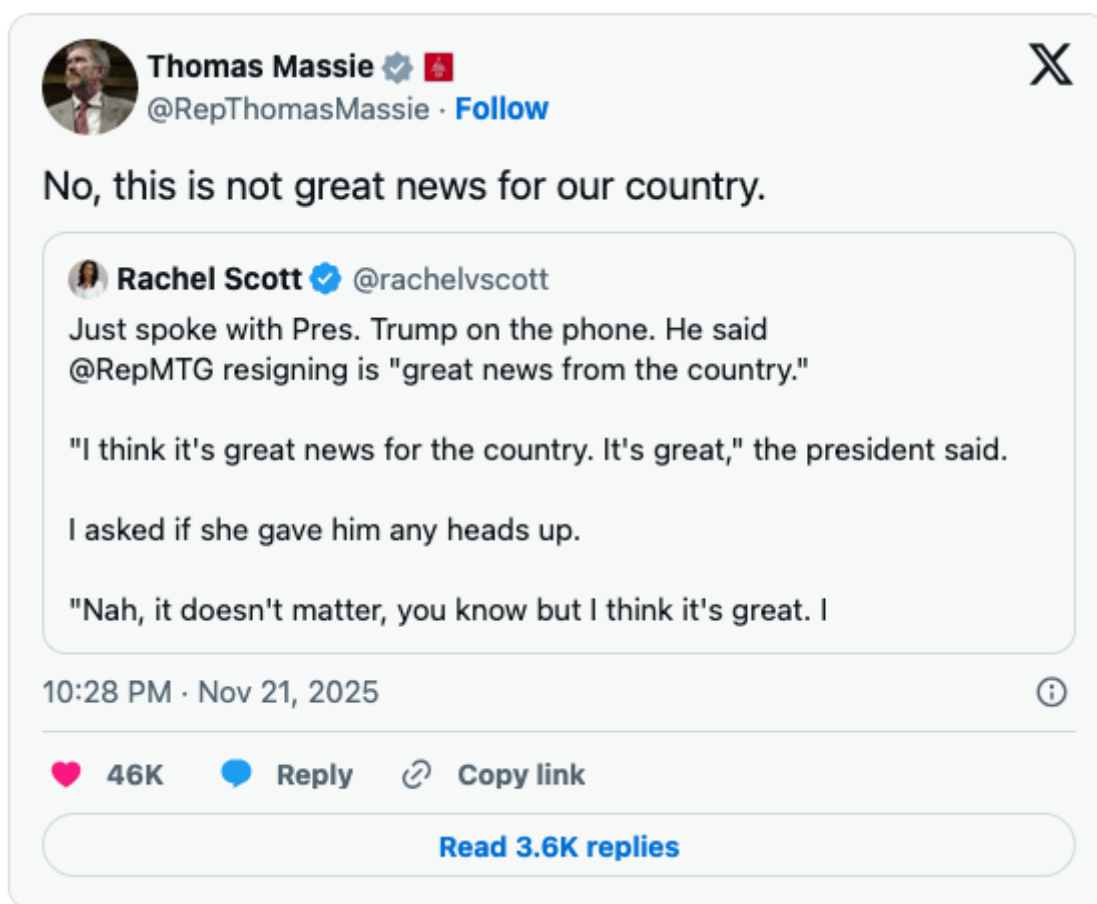 Thomas Massie
@RepThomasMassie · Follow
No, this is not great news for our country.
Rachel Scott @rachelvscott
Just spoke with Pres. Trump on the phone. He said
@RepMTG resigning is "great news from the country."
"I think it's great news for the country. It's great," the president said.
I asked if she gave him any heads up.
"Nah, it doesn't matter, you know but I think it's great. I
10:28 PM · Nov 21, 2025
46K Reply Copy link
Read 3.6K replies